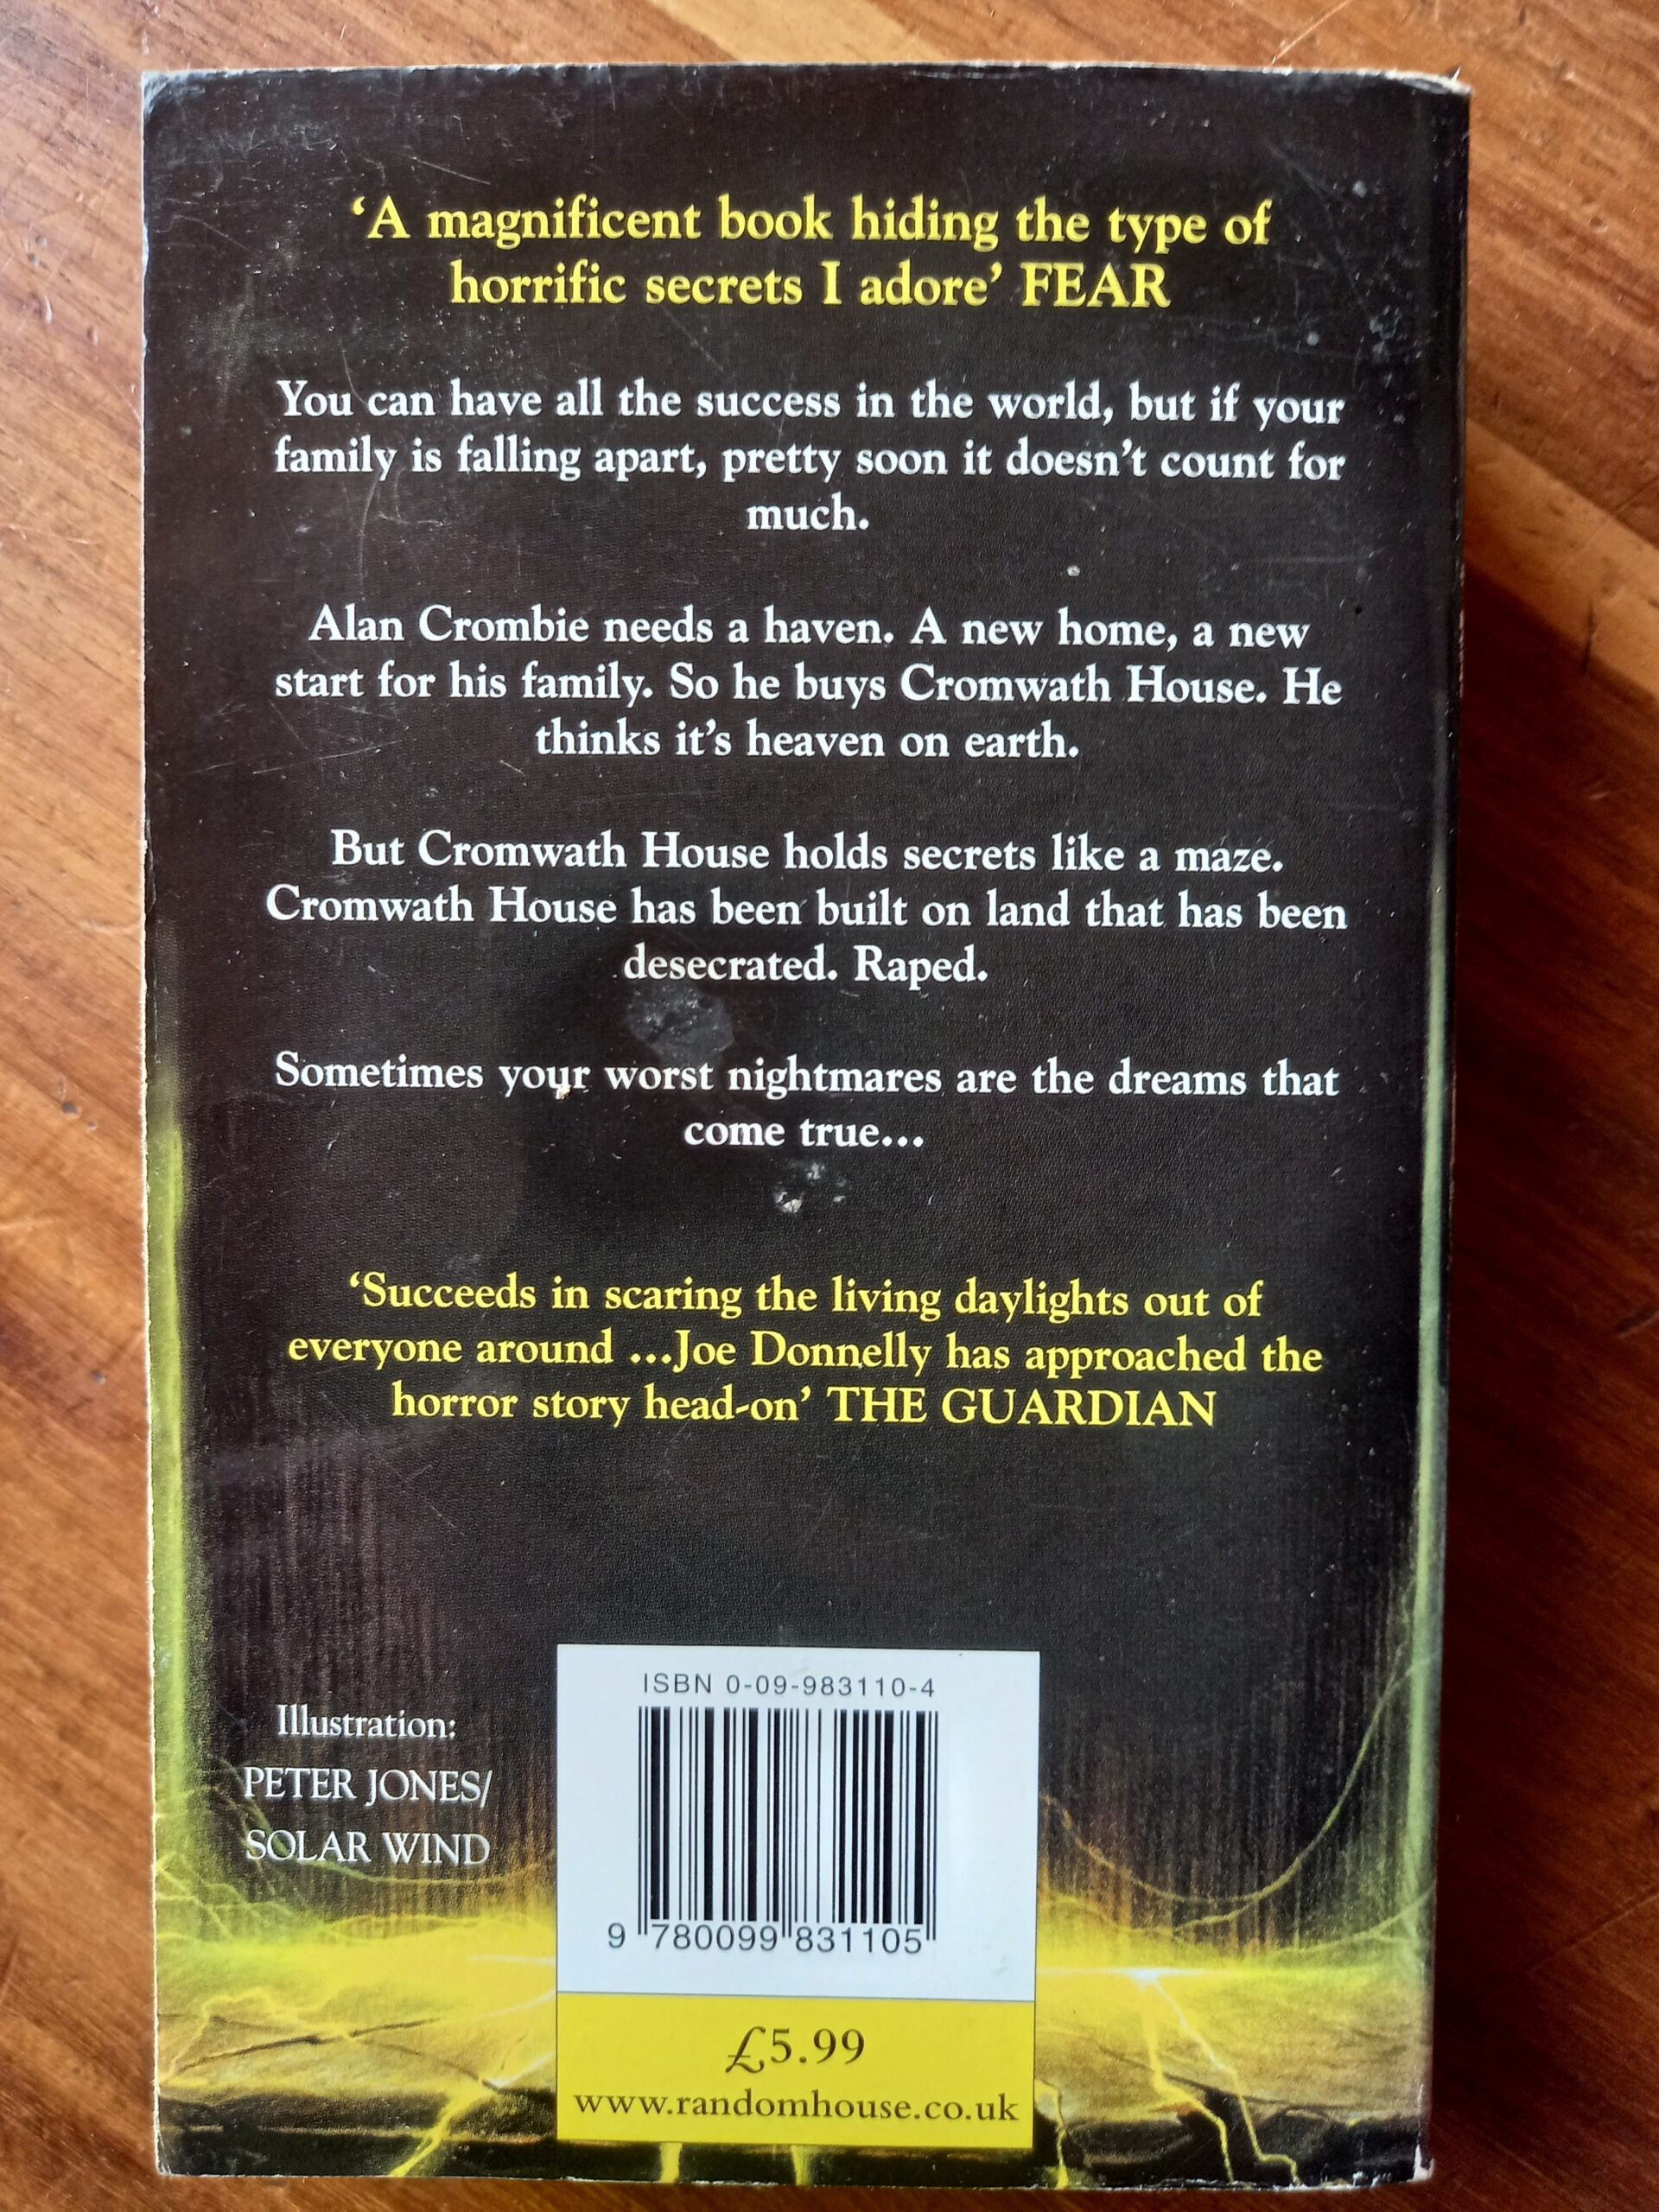 ‘A magnificent book hiding the type of
horrific secrets I adore’ FEAR
You can have all the success in the world, but if your
family is falling apart, pretty soon it doesn’t count for
much.
Alan Crombie needs a haven. A new home, a new
start for his family. So he buys Cromwath House. He
thinks it’s heaven on earth.
But Cromwath House holds secrets like a maze.
Cromwath House has been built on land that has been
desecrated. Raped.
Sometimes your worst nightmares are the dreams that
come true...
‘Succeeds in scaring the living daylights out of
everyone around ...Joe Donnelly has approached the
horror story head-on’ THE GUARDIAN
Illustration:
PETER JONES/
SOLAR WIND
ISBN 0-09-983110-4
9 780099 831105
£5.99
www.randomhouse.co.uk